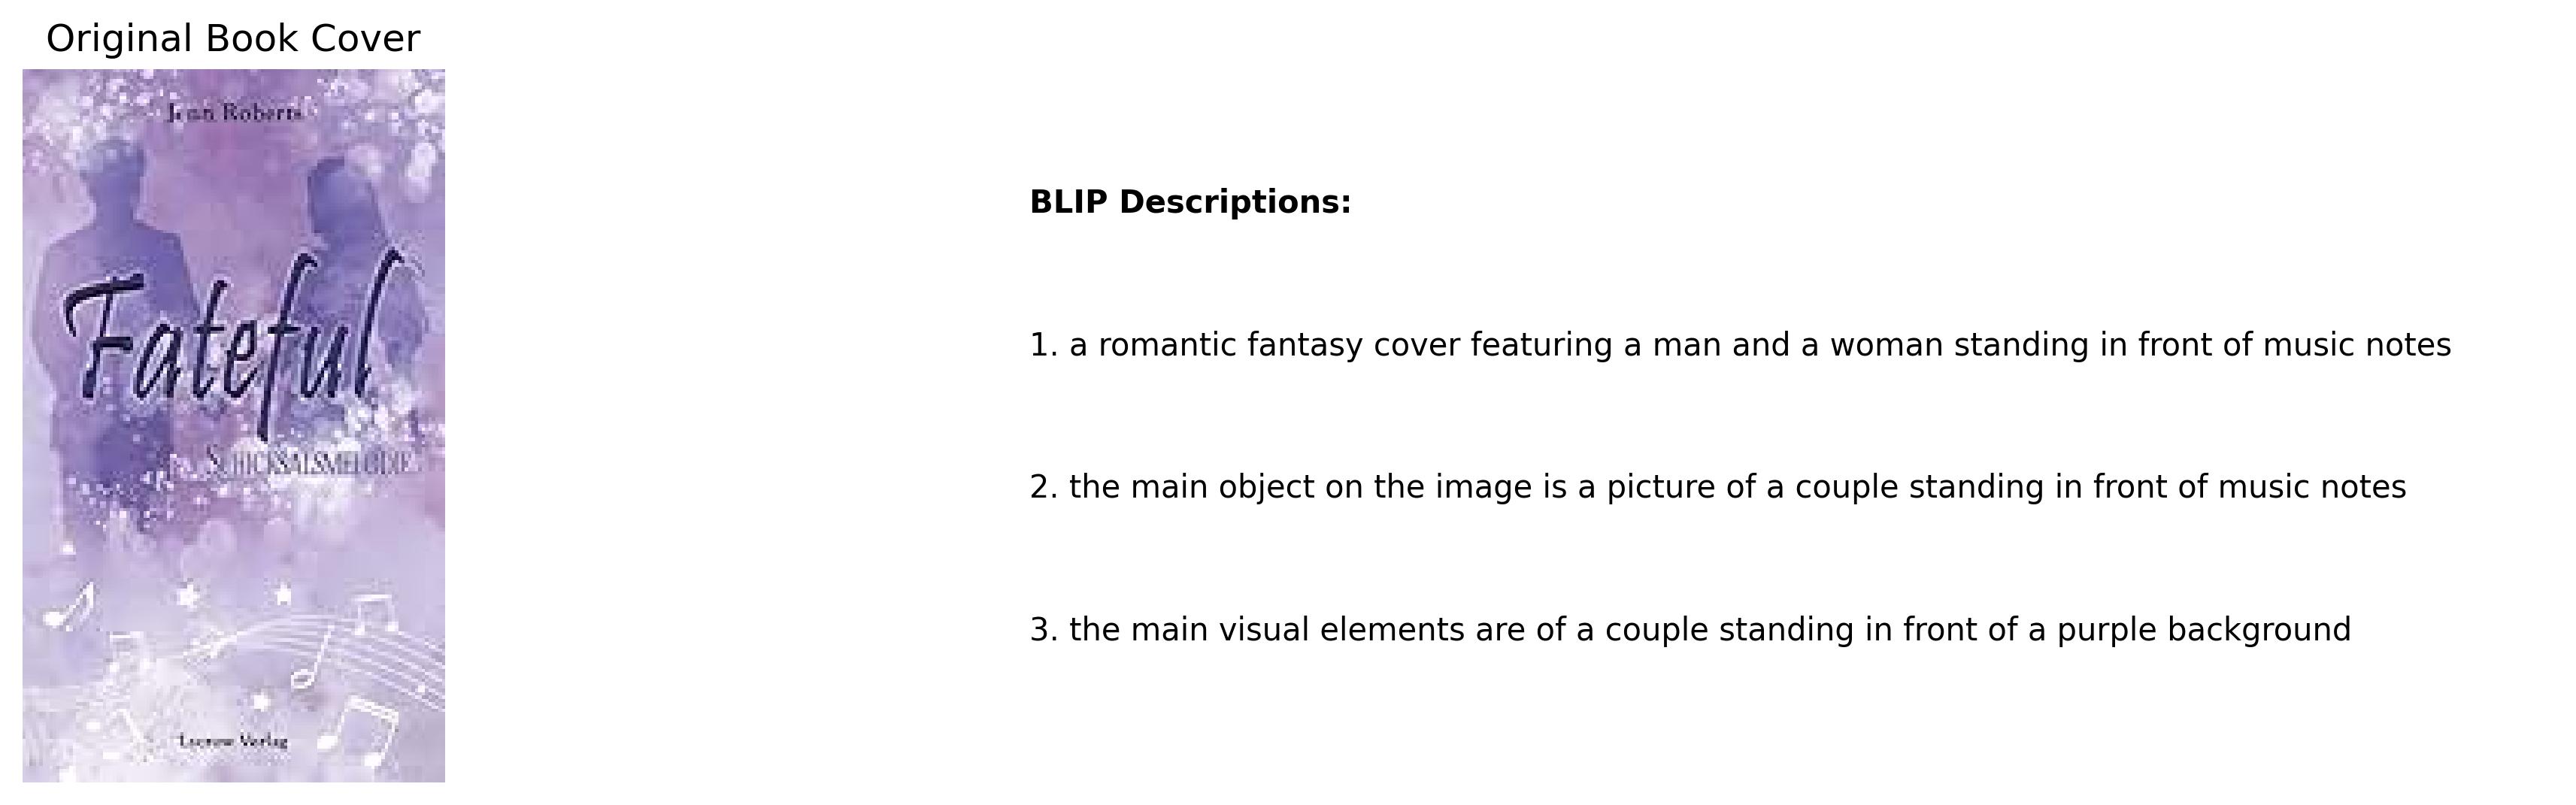 Original Book Cover
Jenn Roberts
Fateful
SCHICKSALSMELODIE
Verlag
BLIP Descriptions:
1. a romantic fantasy cover featuring a man and a woman standing in front of music notes
2. the main object on the image is a picture of a couple standing in front of music notes
3. the main visual elements are of a couple standing in front of a purple background